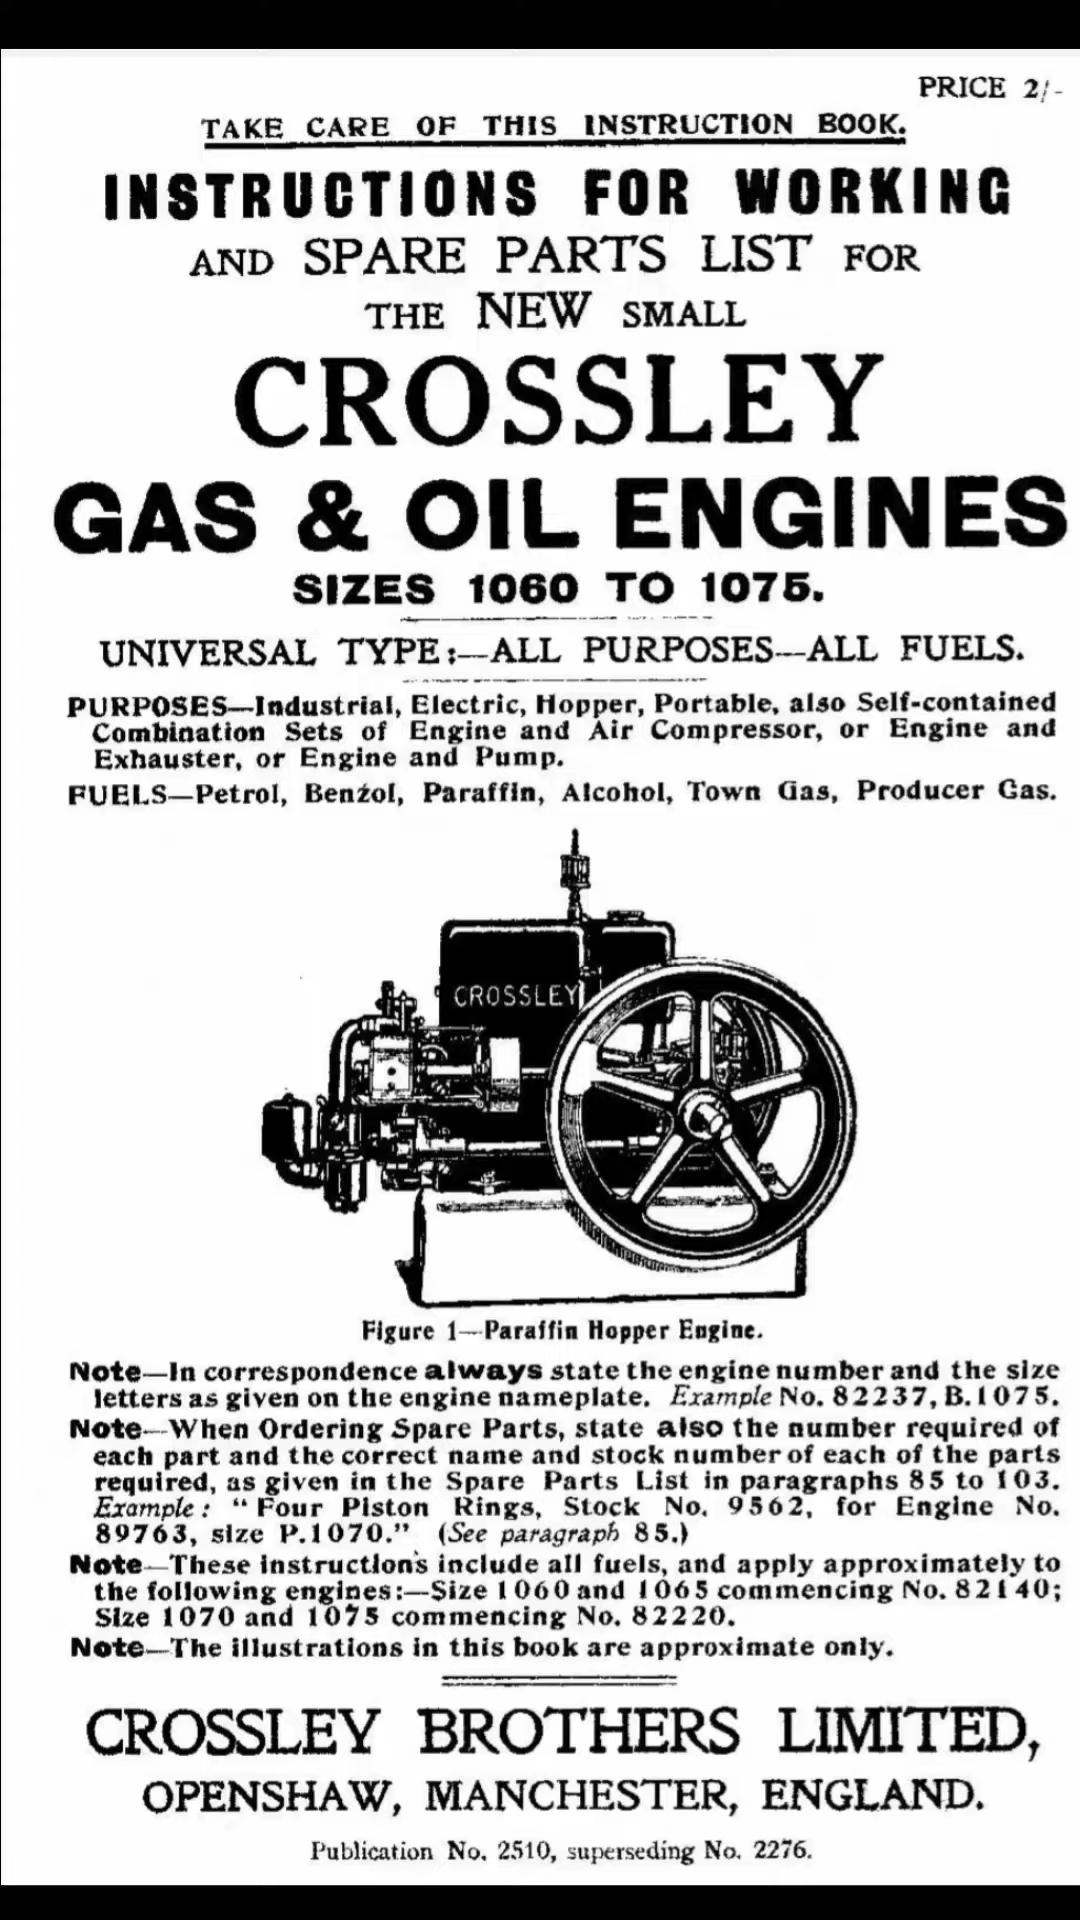 PRICE 2/-
TAKE CARE OF THIS INSTRUCTION BOOK.
INSTRUCTIONS FOR WORKING
AND SPARE PARTS LIST FOR
THE NEW SMALL
CROSSLEY
GAS & OIL ENGINES
SIZES 1060 TO 1075.
UNIVERSAL TYPE:—ALL PURPOSES—ALL FUELS.
PURPOSES—Industrial, Electric, Hopper, Portable, also Self-contained
Combination Sets of Engine and Air Compressor, or Engine and
Exhauster, or Engine and Pump.
FUELS—Petrol, Benzol, Paraffin, Alcohol, Town Gas, Producer Gas.
CROSSLEY
Figure 1—Paraffin Hopper Engine.
Note—In correspondence always state the engine number and the size
letters as given on the engine nameplate. Example No. 82237, B.1075.
Note—When Ordering Spare Parts, state also the number required of
each part and the correct name and stock number of each of the parts
required, as given in the Spare Parts List in paragraphs 85 to 103.
Example: "Four Piston Rings, Stock No. 9562, for Engine No.
89763, size P.1070." (See paragraph 85.)
Note—These instructions include all fuels, and apply approximately to
the following engines:—Size 1060 and 1065 commencing No. 82140;
Size 1070 and 1075 commencing No. 82220.
Note—The illustrations in this book are approximate only.
CROSSLEY BROTHERS LIMITED,
OPENSHAW, MANCHESTER, ENGLAND.
Publication No. 2510, superseding No. 2276.